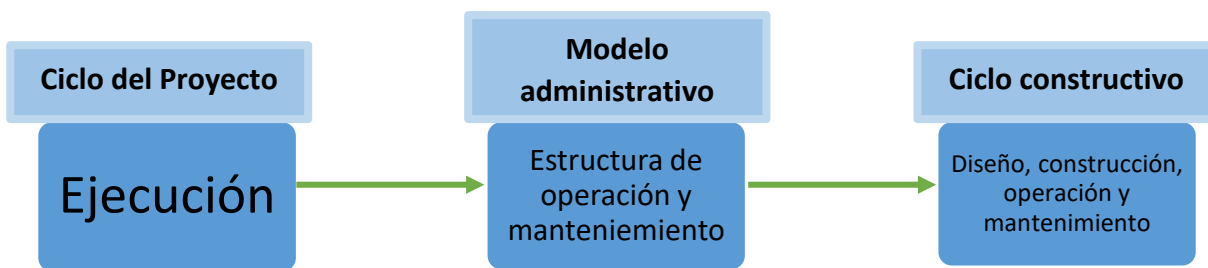 Ciclo del Proyecto
Ejecución
Modelo
administrativo
Estructura de
operación y
manteniemiento
Ciclo constructivo
Diseño, construcción,
operación y
mantenimiento